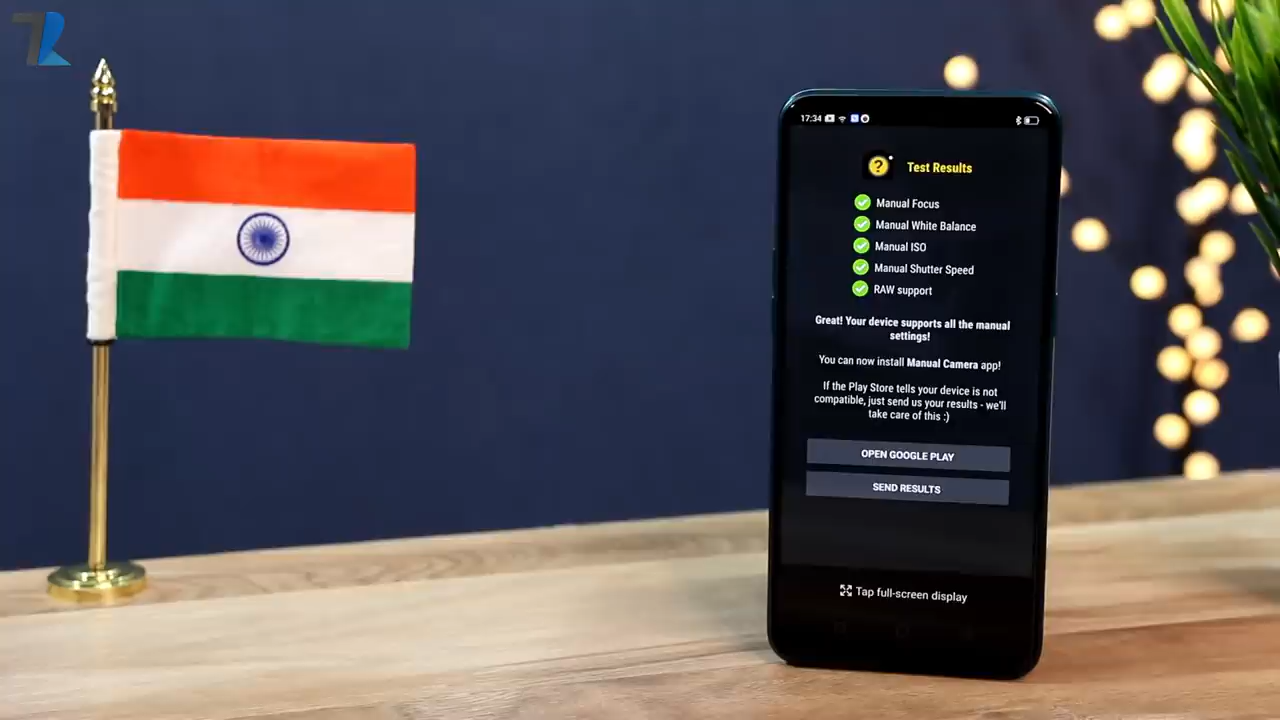 17:34
Test Results
Manual Focus
Manual White Balance
Manual ISO
Manual Shutter Speed
RAW support
Great! Your device supports all the manual
settings!
You can now install Manual Camera app!
If the Play Store tells your device is not
compatible, just send us your results - we'll
take care of this :)
OPEN GOOGLE PLAY
SEND RESULTS
Tap full-screen display